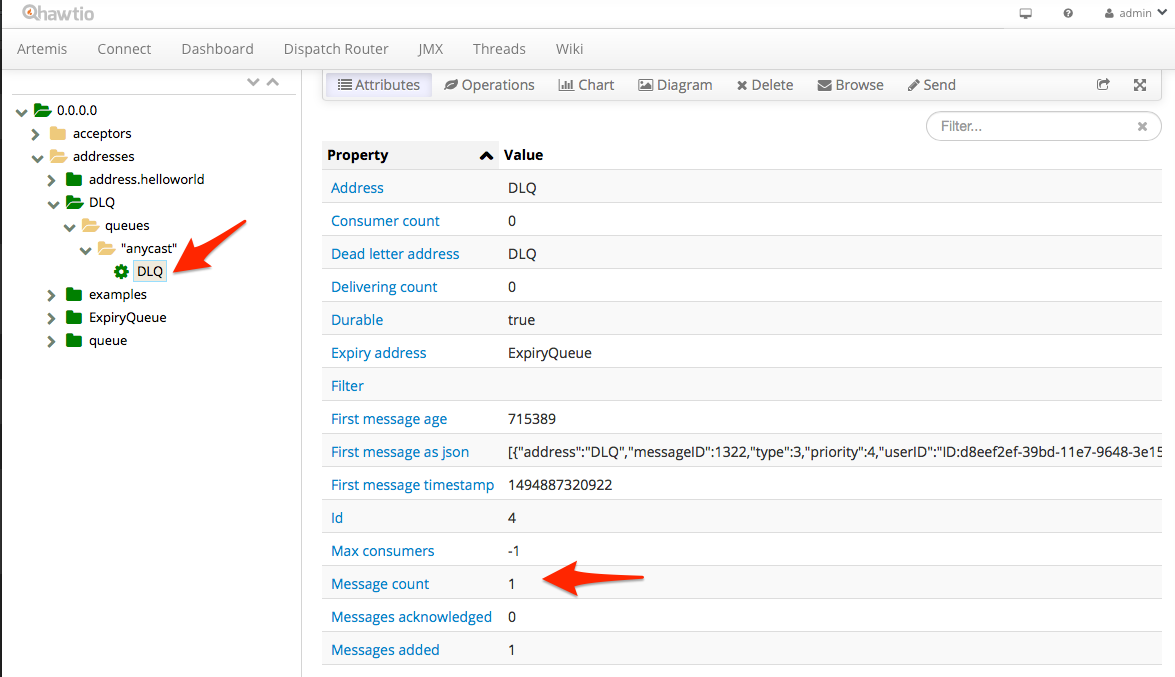 hawtio
admin
Artemis Connect Dashboard Dispatch Router JMX Threads Wiki
0.0.0.0
acceptors
addresses
address.helloworld
DLQ
queues
"anycast"
DLQ
examples
ExpiryQueue
queue
Attributes Operations Chart Diagram Delete Browse Send
Filter...
Property Value
Address DLQ
Consumer count 0
Dead letter address DLQ
Delivering count 0
Durable true
Expiry address ExpiryQueue
Filter
First message age 715389
First message as json [{"address":"DLQ","messageID":1322,"type":3,"priority":4,"userID":"ID:d8eef2ef-39bd-11e7-9648-3e15
First message timestamp 1494887320922
Id 4
Max consumers -1
Message count 1
Messages acknowledged 0
Messages added 1